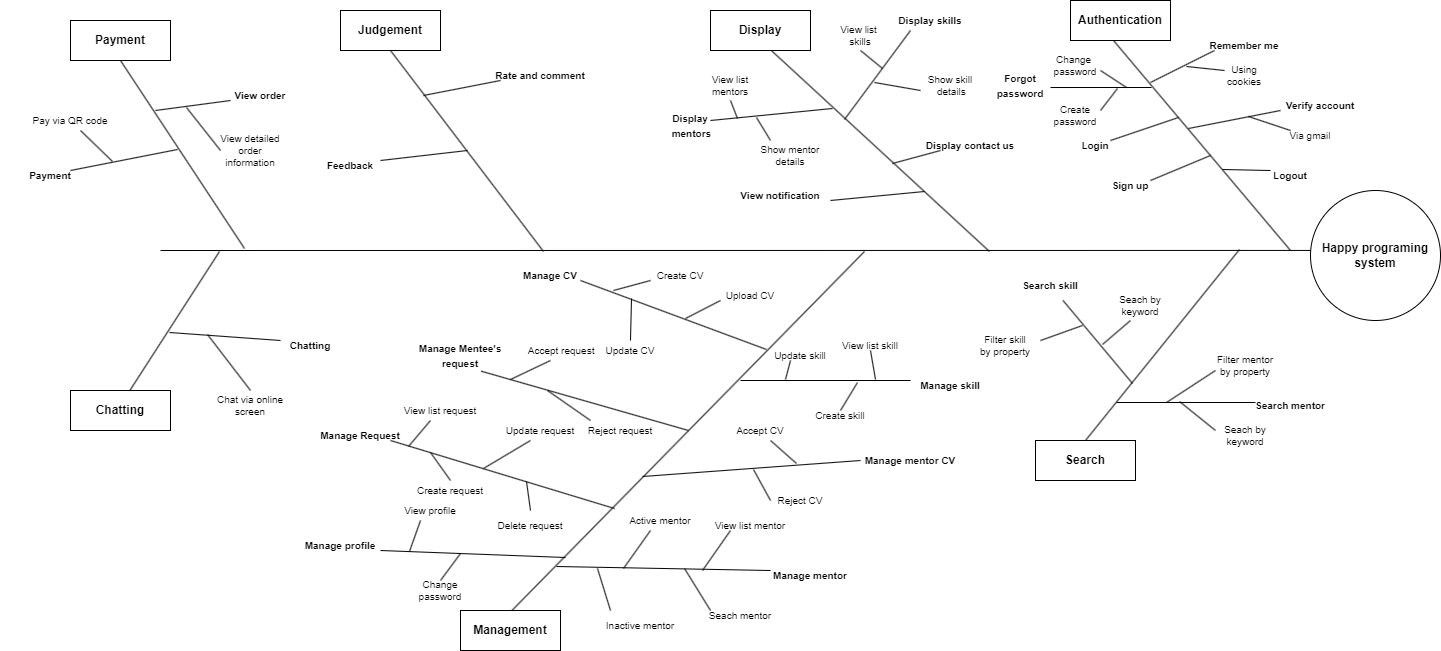 Payment
Judgement
Display
Authentication
View order
Pay via QR code
View detailed
order
information
Payment
Rate and comment
Feedback
View list
skills
Display skills
View list
mentors
Show skill
details
Display
mentors
Show mentor
details
Display contact us
View notification
Forgot
password
Change
password
Create
password
Remember me
Using
cookies
Verify account
Via gmail
Login
Sign up
Logout
Happy programing
system
Chatting
Chat via online
screen
Chatting
Manage CV
Create CV
Upload CV
Update CV
Manage Mentee's
request
Accept request
Reject request
Update skill
View list skill
Manage skill
Create skill
View list request
Manage Request
Update request
Create request
Delete request
Accept CV
Manage mentor CV
Reject CV
View profile
Manage profile
Change
password
Active mentor
View list mentor
Manage mentor
Inactive mentor
Seach mentor
Management
Search skill
Seach by
keyword
Filter skill
by property
Filter mentor
by property
Search mentor
Seach by
keyword
Search